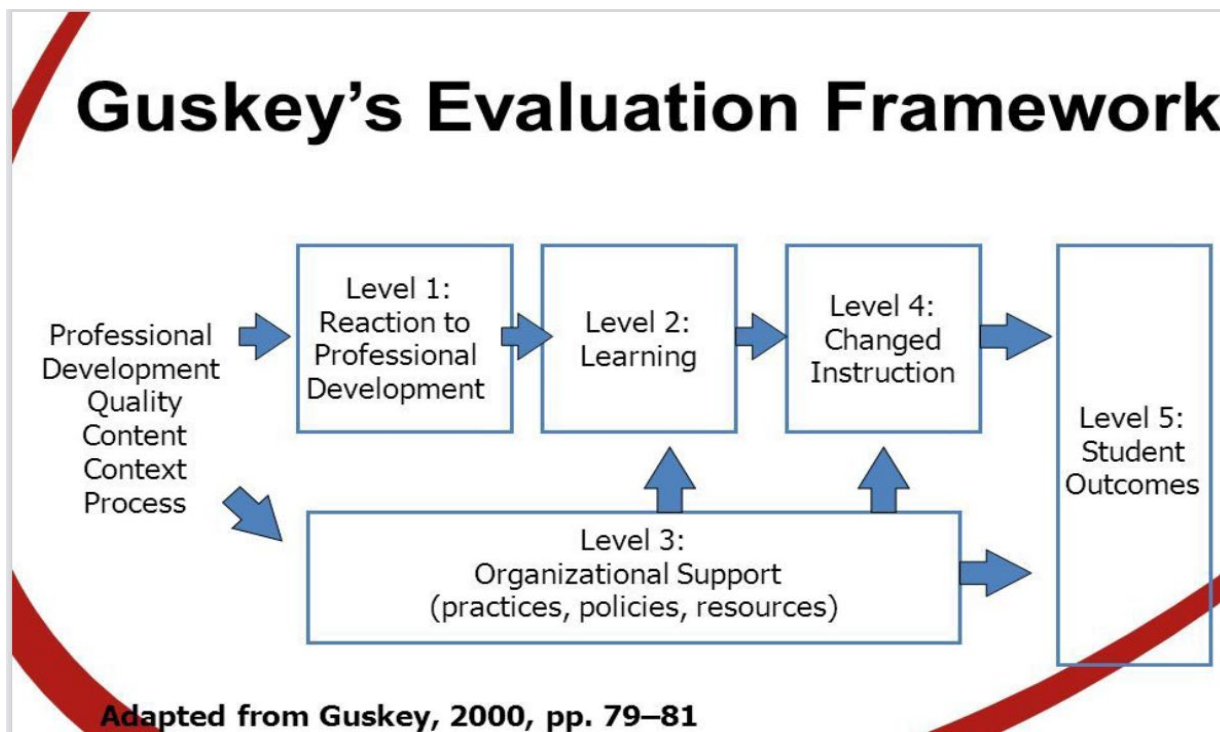 Guskey’s Evaluation Framework
Professional
Development
Quality
Content
Context
Process
Level 1:
Reaction to
Professional
Development
Level 2:
Learning
Level 4:
Changed
Instruction
Level 5:
Student
Outcomes
Level 3:
Organizational Support
(practices, policies, resources)
Adapted from Guskey, 2000, pp. 79–81